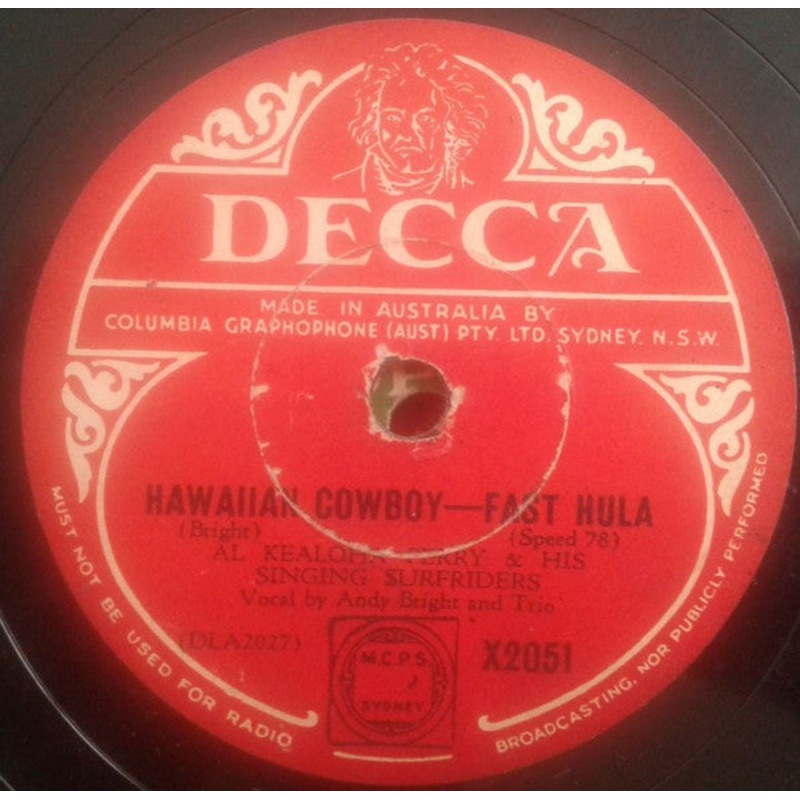 DECCA
MADE IN AUSTRALIA BY
COLUMBIA GRAPHOPHONE (AUST) PTY. LTD. SYDNEY. N.S.W.
HAWAIIAN COWBOY—FAST HULA
(Bright) (Speed 78)
AL KEALOHA PERRY & HIS
SINGING SURFRIDERS
Vocal by Andy Bright and Trio
(DLA2027)
M.C.P.S
SYDNEY
X2051
MUST NOT BE USED FOR RADIO
BROADCASTING, NOR PUBLICLY PERFORMED